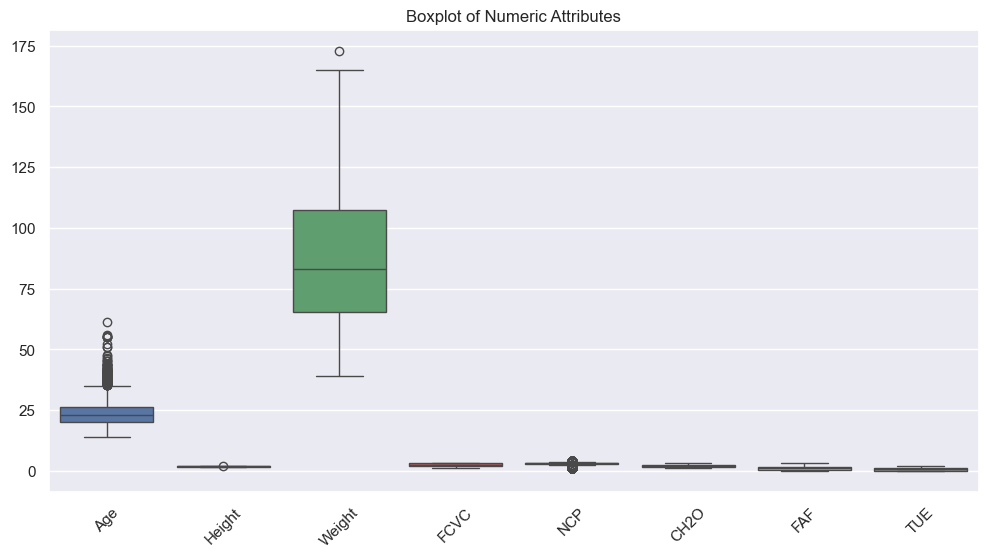 Boxplot of Numeric Attributes
175
150
125
100
75
50
25
0
Age
Height
Weight
FCVC
NCP
CH2O
FAF
TUE